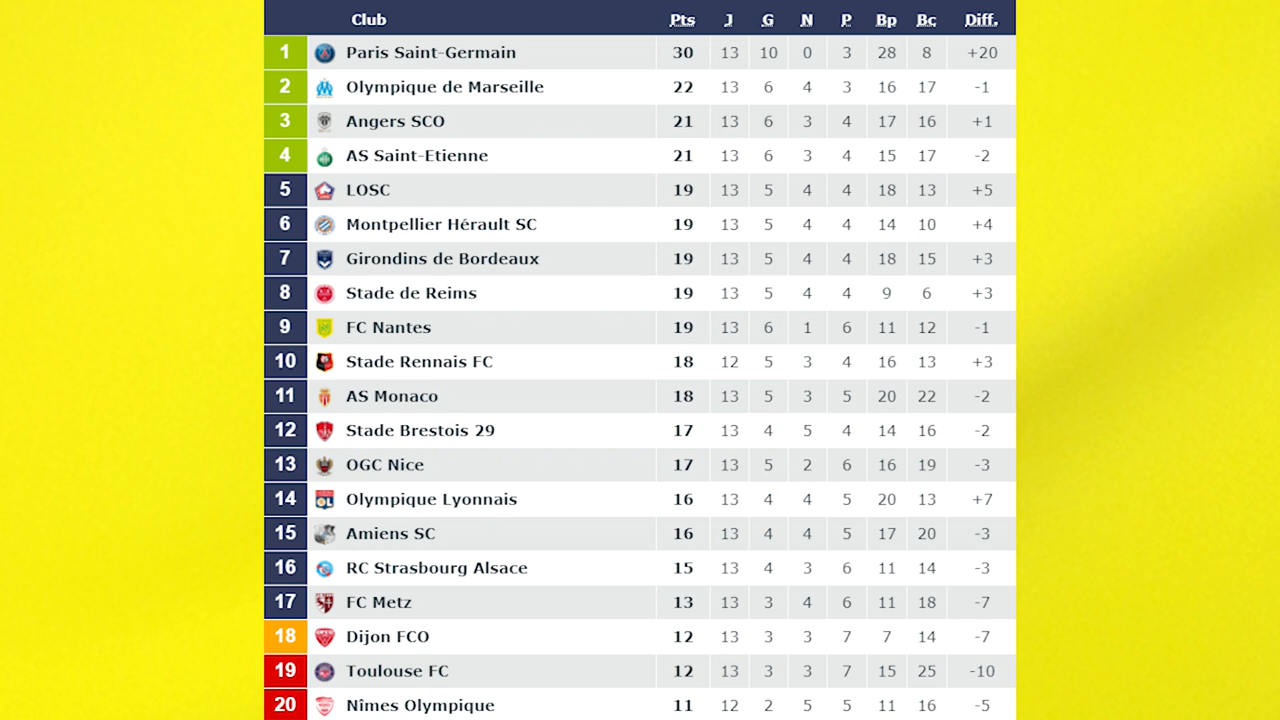 Club Pts J G N P Bp Bc Diff.
1 Paris Saint-Germain 30 13 10 0 3 28 8 +20
2 Olympique de Marseille 22 13 6 4 3 16 17 -1
3 Angers SCO 21 13 6 3 4 17 16 +1
4 AS Saint-Etienne 21 13 6 3 4 15 17 -2
5 LOSC 19 13 5 4 4 18 13 +5
6 Montpellier Hérault SC 19 13 5 4 4 14 10 +4
7 Girondins de Bordeaux 19 13 5 4 4 18 15 +3
8 Stade de Reims 19 13 5 4 4 9 6 +3
9 FC Nantes 19 13 6 1 6 11 12 -1
10 Stade Rennais FC 18 12 5 3 4 16 13 +3
11 AS Monaco 18 13 5 3 5 20 22 -2
12 Stade Brestois 29 17 13 4 5 4 14 16 -2
13 OGC Nice 17 13 5 2 6 16 19 -3
14 Olympique Lyonnais 16 13 4 4 5 20 13 +7
15 Amiens SC 16 13 4 4 5 17 20 -3
16 RC Strasbourg Alsace 15 13 4 3 6 11 14 -3
17 FC Metz 13 13 3 4 6 11 18 -7
18 Dijon FCO 12 13 3 3 7 7 14 -7
19 Toulouse FC 12 13 3 3 7 15 25 -10
20 Nîmes Olympique 11 12 2 5 5 11 16 -5